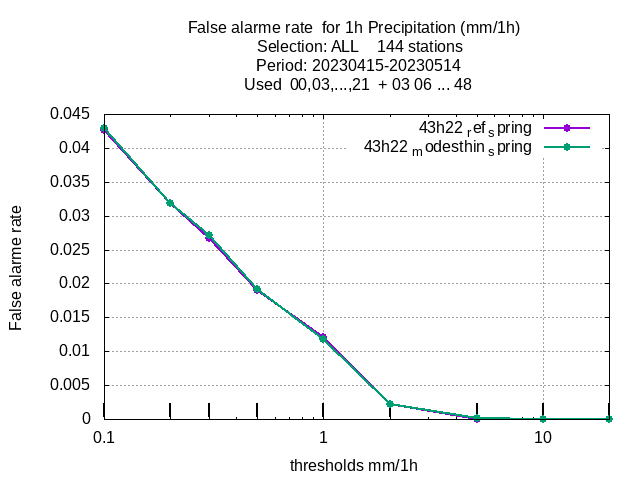 False alarme rate  for 1h Precipitation (mm/1h)
Selection: ALL    144 stations
Period: 20230415-20230514
Used  00,03,...,21  + 03 06 ... 48
43h22 ref spring
43h22 modesthin spring
False alarme rate
0.045
0.04
0.035
0.03
0.025
0.02
0.015
0.01
0.005
0
0.1
1
10
thresholds mm/1h